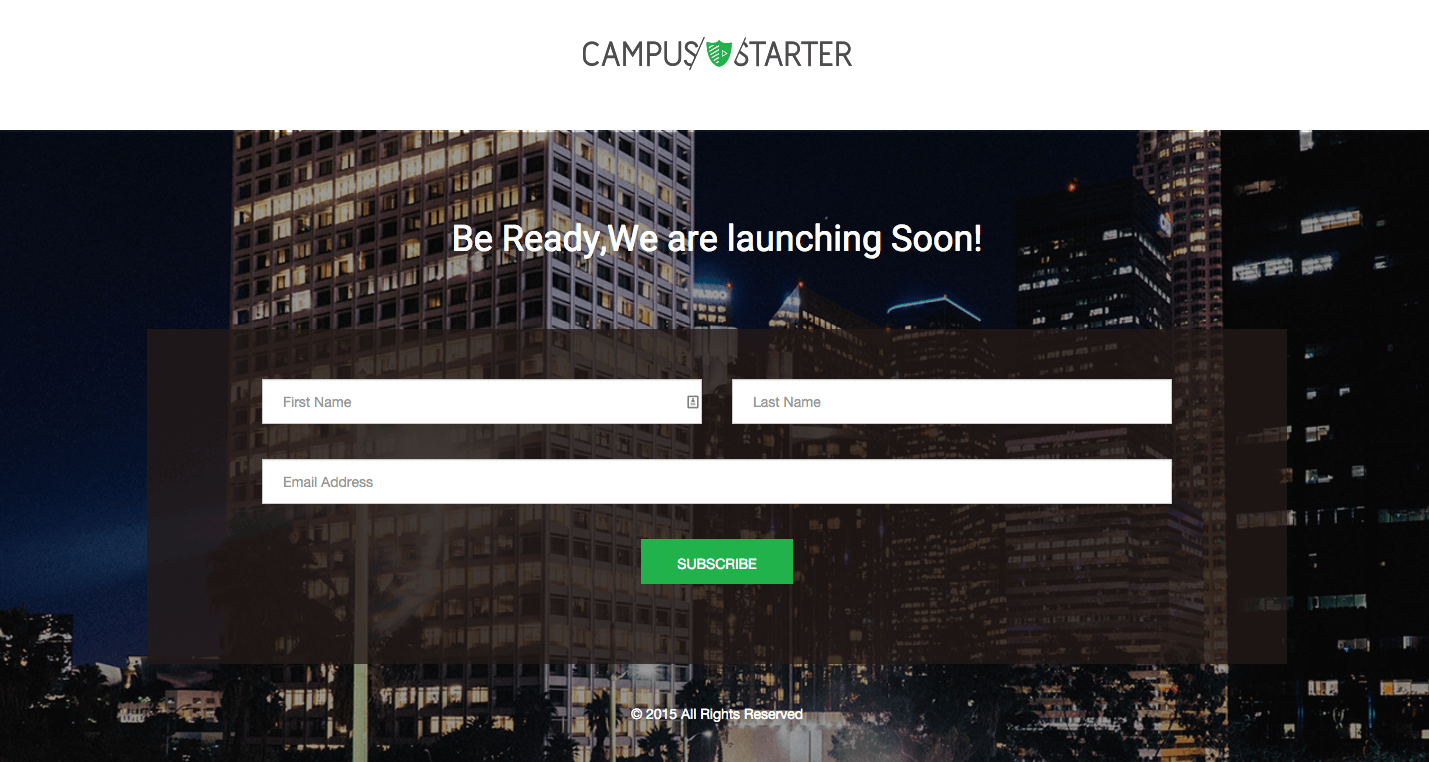 CAMPUS STARTER
Be Ready,We are launching Soon!
First Name
Last Name
Email Address
SUBSCRIBE
© 2015 All Rights Reserved